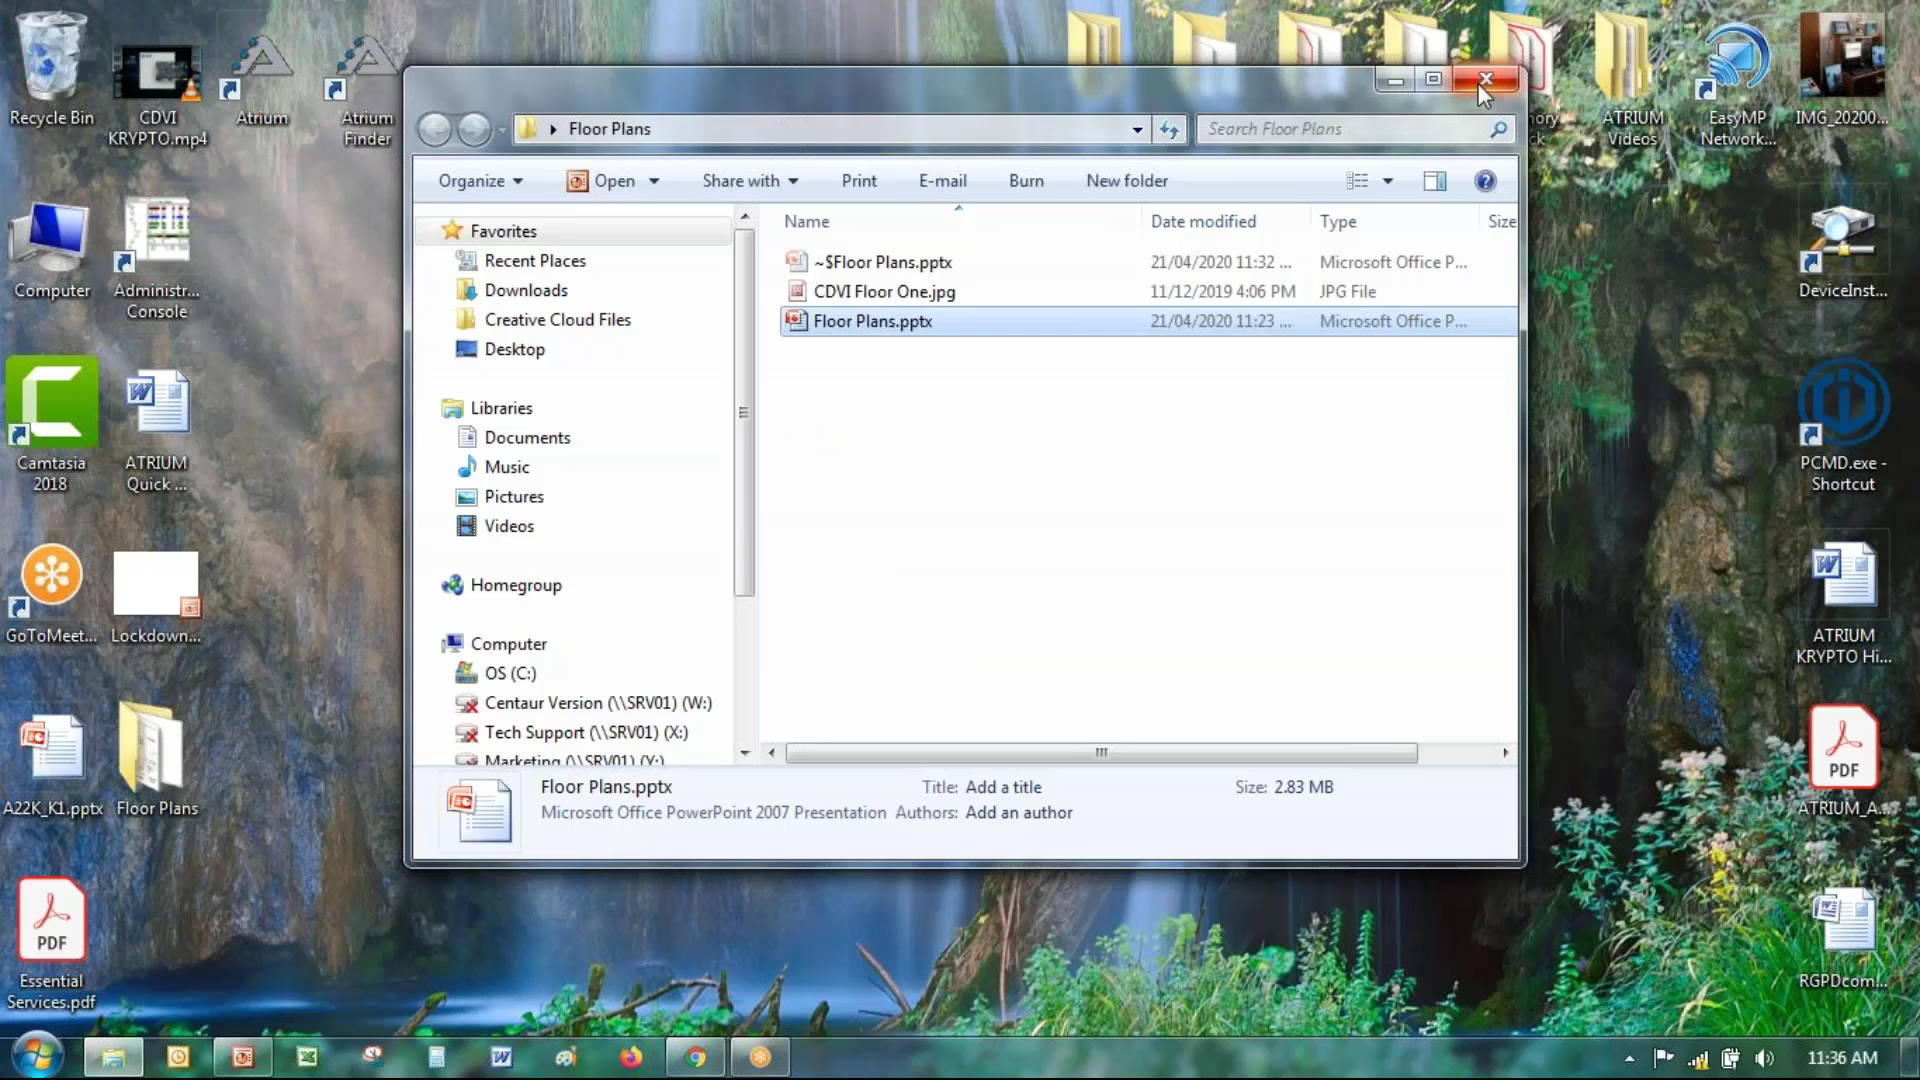 Recycle Bin
CDVI
KRYPTO.mp4
Atrium
Atrium
Finder
ATRIUM
Videos
EasyMP
Network...
IMG_20200...
Floor Plans
Search Floor Plans
Organize
Open
Share with
Print
E-mail
Burn
New folder
Name
Date modified
Type
Size
~$Floor Plans.pptx
21/04/2020 11:32 ...
Microsoft Office P...
CDVI Floor One.jpg
11/12/2019 4:06 PM
JPG File
Floor Plans.pptx
21/04/2020 11:23 ...
Microsoft Office P...
Favorites
Recent Places
Downloads
Creative Cloud Files
Desktop
Libraries
Documents
Music
Pictures
Videos
Homegroup
Computer
OS (C:)
Centaur Version (\\SRV01) (W:)
Tech Support (\\SRV01) (X:)
Marketing (\\SRV01) (Y:)
Floor Plans.pptx
Title: Add a title
Size: 2.83 MB
Microsoft Office PowerPoint 2007 Presentation
Authors: Add an author
Computer
Administr...
Console
Camtasia
2018
ATRIUM
Quick ...
GoToMeet...
Lockdown...
A22K_K1.pptx
Floor Plans
PDF
Essential
Services.pdf
DeviceInst...
PCMD.exe -
Shortcut
ATRIUM
KRYPTO Hi...
PDF
ATRIUM_A...
RGPDcom...
11:36 AM